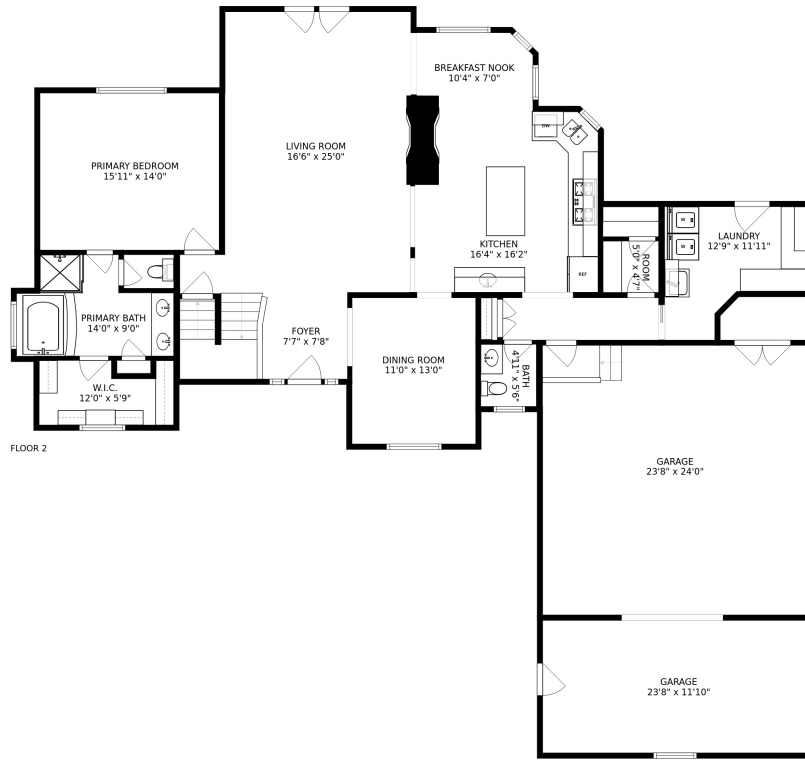 BREAKFAST NOOK
10'4" x 7'0"
DW
PRIMARY BEDROOM
15'11" x 14'0"
LIVING ROOM
16'6" x 25'0"
KITCHEN
16'4" x 16'2"
REF
ROOM
5'0" x 4'7"
LAUNDRY
12'9" x 11'11"
PRIMARY BATH
14'0" x 9'0"
FOYER
7'7" x 7'8"
DINING ROOM
11'0" x 13'0"
BATH
4'11" x 5'6"
W.I.C.
12'0" x 5'9"
FLOOR 2
GARAGE
23'8" x 24'0"
GARAGE
23'8" x 11'10"